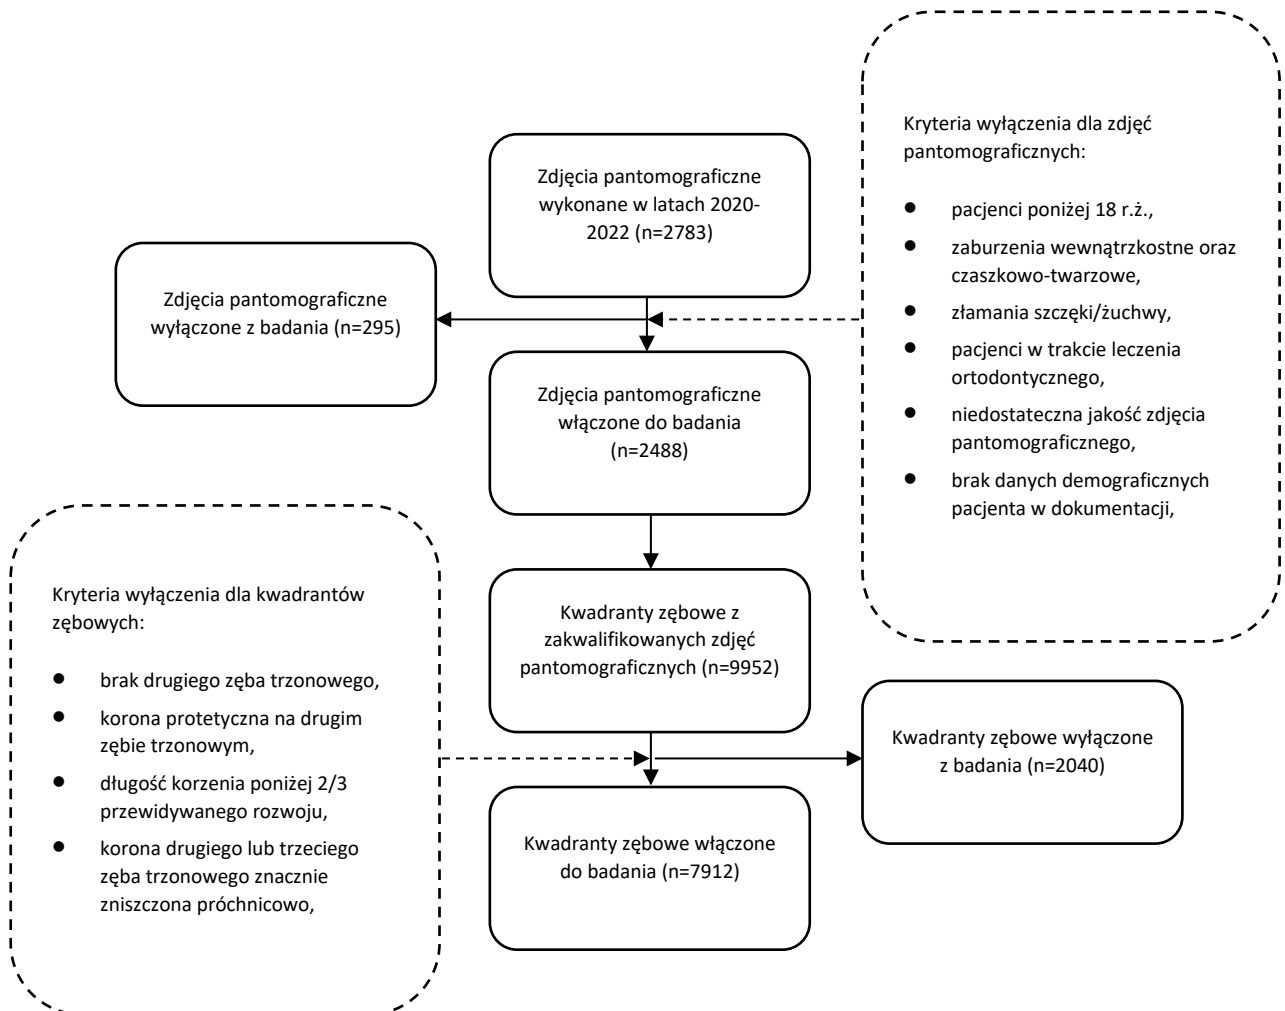 Zdjęcia pantomograficzne
wykonane w latach 2020-
2022 (n=2783)
Kryteria wyłączenia dla zdjęć
pantomograficznych:
● pacjenci poniżej 18 r.ż.,
● zaburzenia wewnątrzkostne oraz
czaszkowo-twarzowe,
● złamania szczęki/żuchwy,
● pacjenci w trakcie leczenia
ortodontycznego,
● niedostateczna jakość zdjęcia
pantomograficznego,
● brak danych demograficznych
pacjenta w dokumentacji,
Zdjęcia pantomograficzne
wyłączone z badania (n=295)
Zdjęcia pantomograficzne
włączone do badania
(n=2488)
Kwadranty zębowe z
zakwalifikowanych zdjęć
pantomograficznych (n=9952)
Kryteria wyłączenia dla kwadrantów
zębowych:
● brak drugiego zęba trzonowego,
● korona protetyczna na drugim
zębie trzonowym,
● długość korzenia poniżej 2/3
przewidywanego rozwoju,
● korona drugiego lub trzeciego
zęba trzonowego znacznie
zniszczona próchnicowo,
Kwadranty zębowe wyłączone
z badania (n=2040)
Kwadranty zębowe włączone
do badania (n=7912)